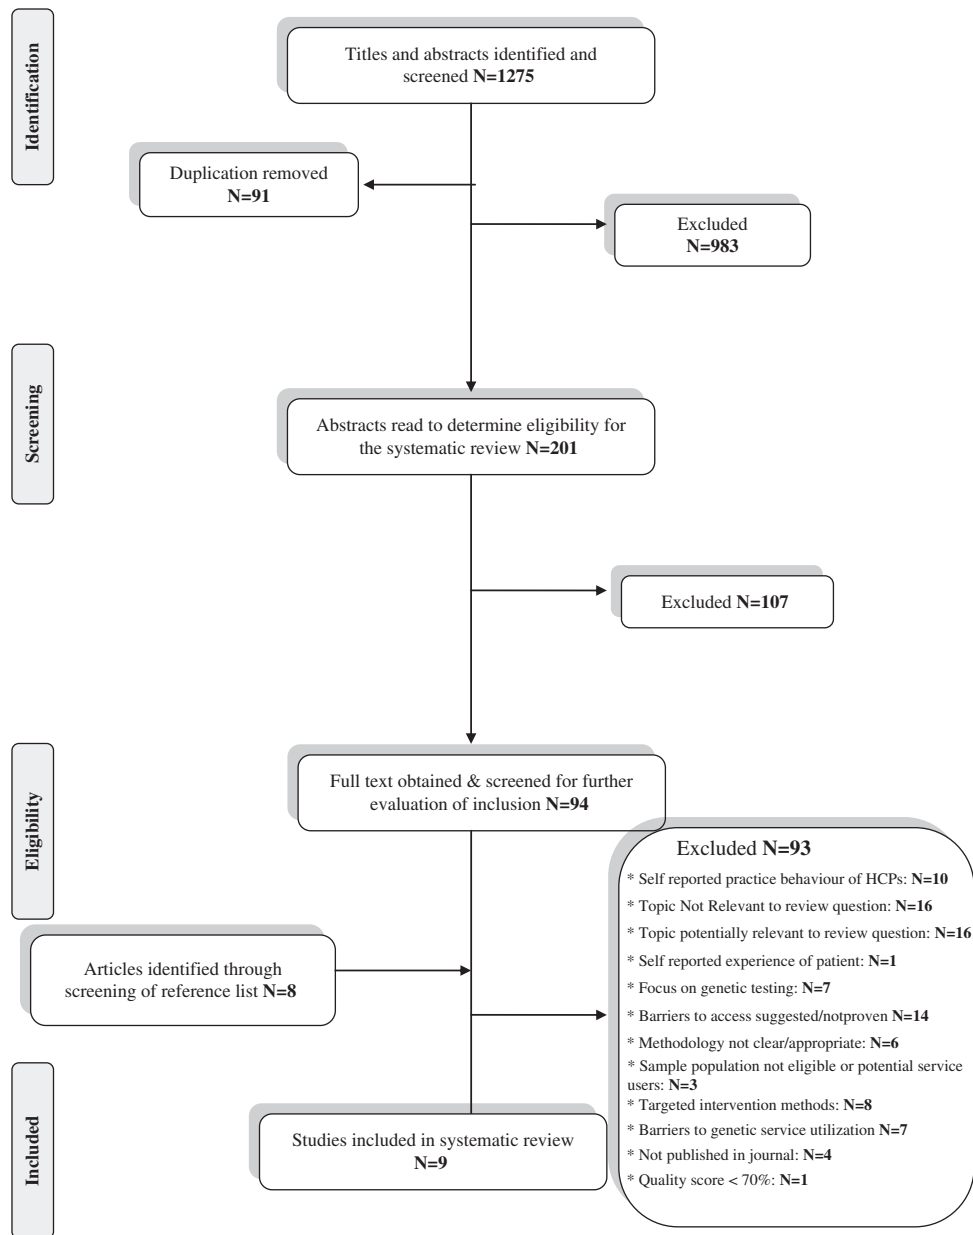 Identification
Titles and abstracts identified and
screened N=1275
Duplication removed
N=91
Excluded
N=983
Screening
Abstracts read to determine eligibility for
the systematic review N=201
Excluded N=107
Eligibility
Full text obtained & screened for further
evaluation of inclusion N=94
Articles identified through
screening of reference list N=8
Excluded N=93
* Self reported practice behaviour of HCPs: N=10
* Topic Not Relevant to review question: N=16
* Topic potentially relevant to review question: N=16
* Self reported experience of patient: N=1
* Focus on genetic testing: N=7
* Barriers to access suggested/notproven N=14
* Methodology not clear/appropriate: N=6
* Sample population not eligible or potential service
users: N=3
* Targeted intervention methods: N=8
* Barriers to genetic service utilization N=7
* Not published in journal: N=4
* Quality score < 70%: N=1
Included
Studies included in systematic review
N=9